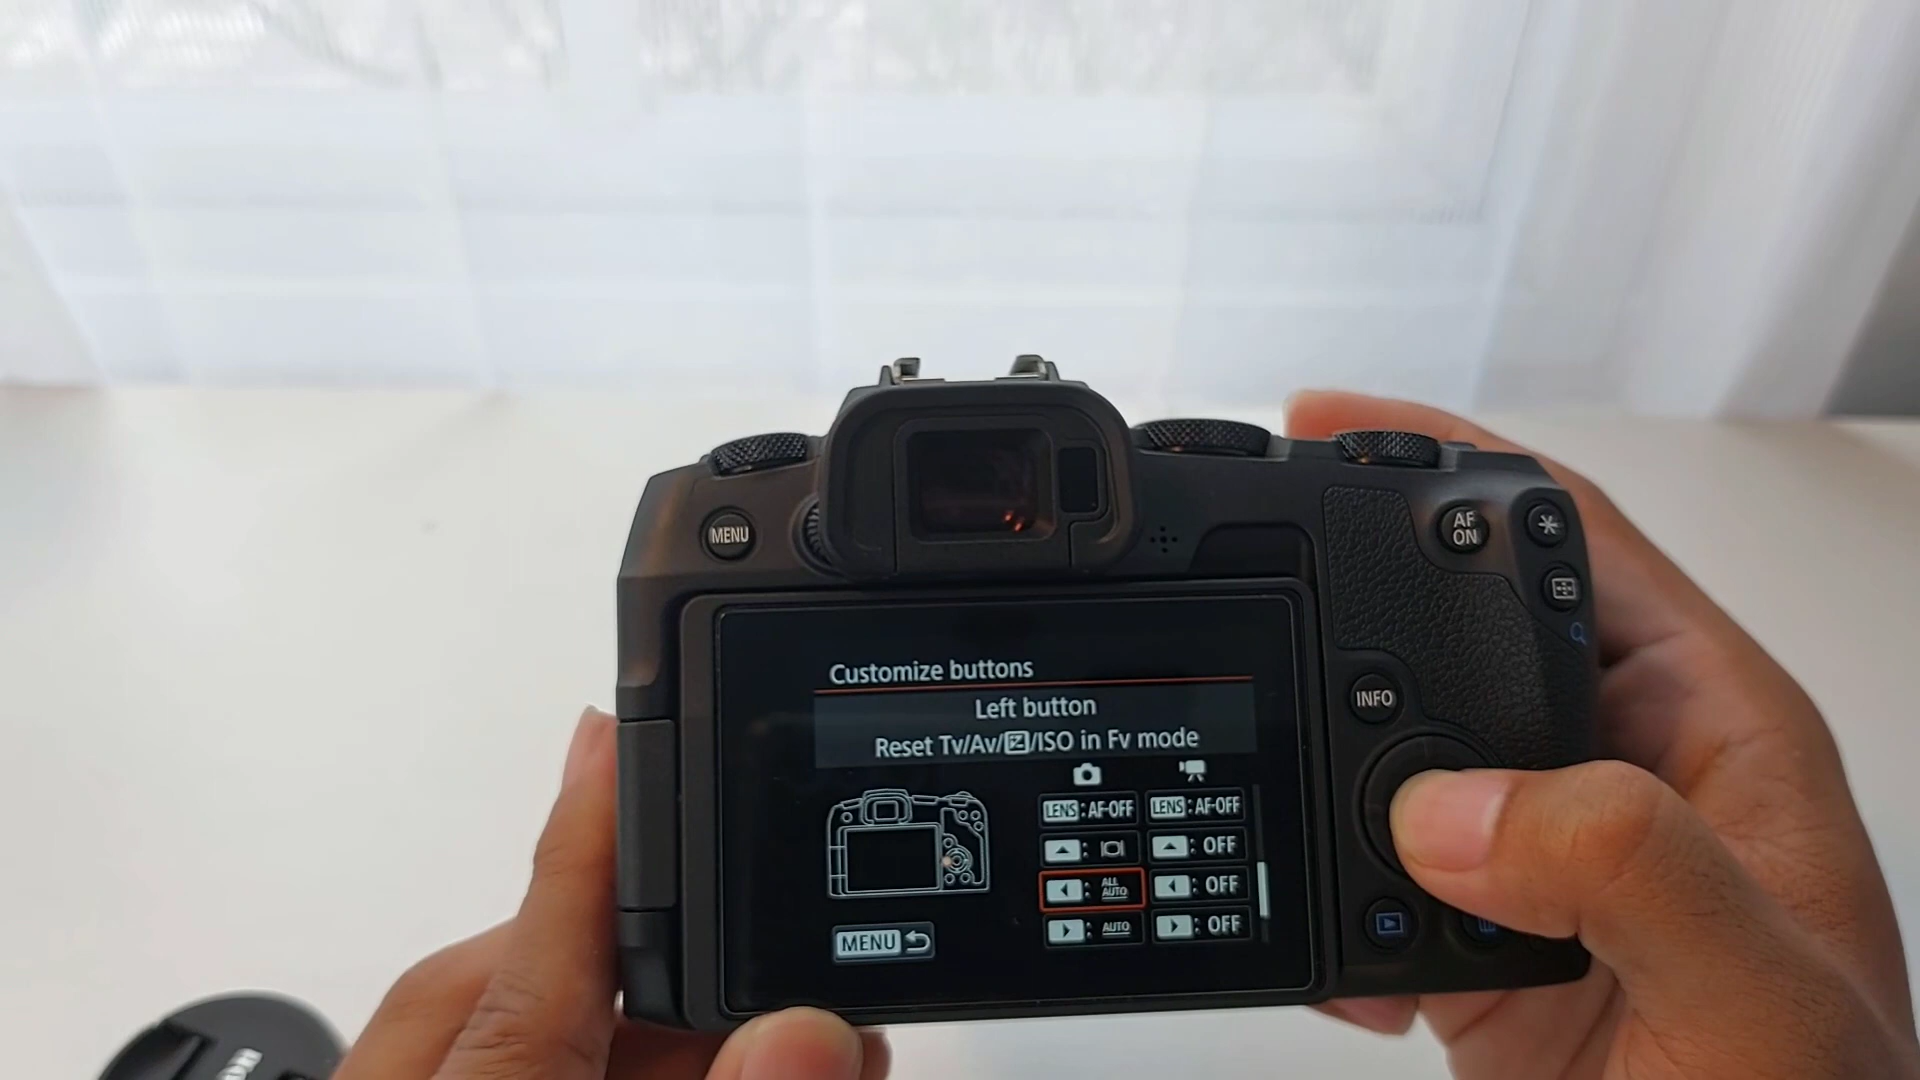 MENU
AF
ON
INFO
Customize buttons
Left button
Reset Tv/Av/ /ISO in Fv mode
LENS : AF-OFF LENS : AF-OFF
: : OFF
: ALL AUTO : OFF
: AUTO : OFF
MENU